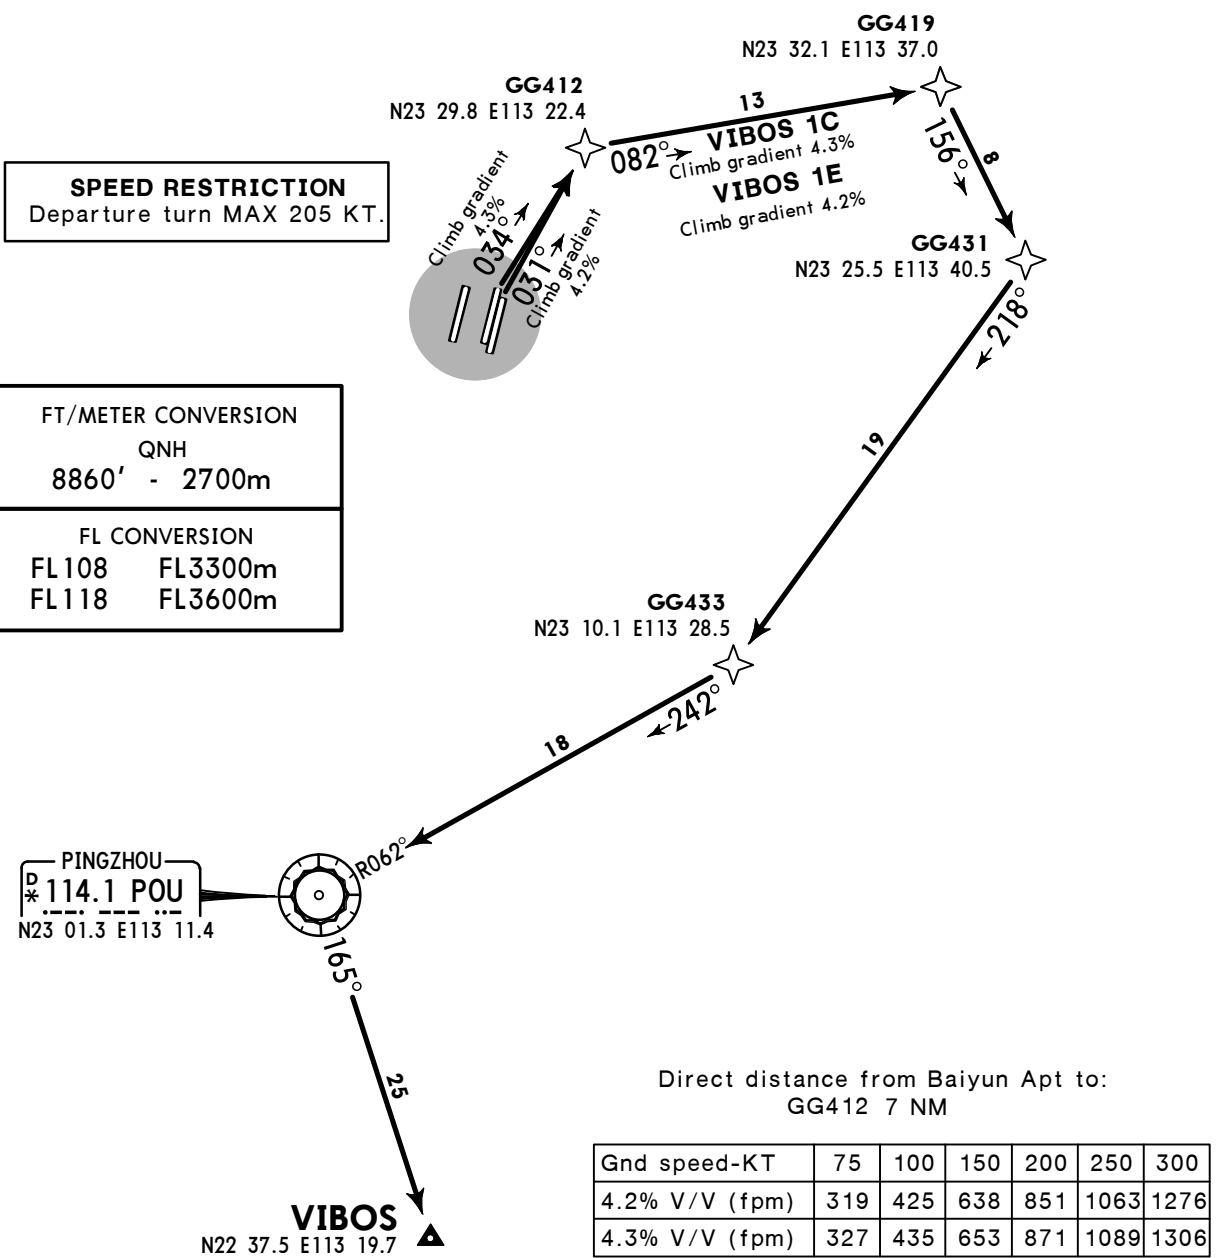 GG419
N23 32.1 E113 37.0
GG412
N23 29.8 E113 22.4
13
082°
VIBOS 1C
Climb gradient 4.3%
VIBOS 1E
Climb gradient 4.2%
156°
8
SPEED RESTRICTION
Departure turn MAX 205 KT.
Climb gradient
4.3%
034°
031°
Climb gradient
4.2%
GG431
N23 25.5 E113 40.5
218°
19
FT/METER CONVERSION
QNH
8860' - 2700m
FL CONVERSION
FL108 FL3300m
FL118 FL3600m
GG433
N23 10.1 E113 28.5
242°
18
R062°
PINGZHOU
D
* 114.1 POU
N23 01.3 E113 11.4
165°
25
VIBOS
N22 37.5 E113 19.7
Direct distance from Baiyun Apt to:
GG412 7 NM
Gnd speed-KT 75 100 150 200 250 300
4.2% V/V (fpm) 319 425 638 851 1063 1276
4.3% V/V (fpm) 327 435 653 871 1089 1306